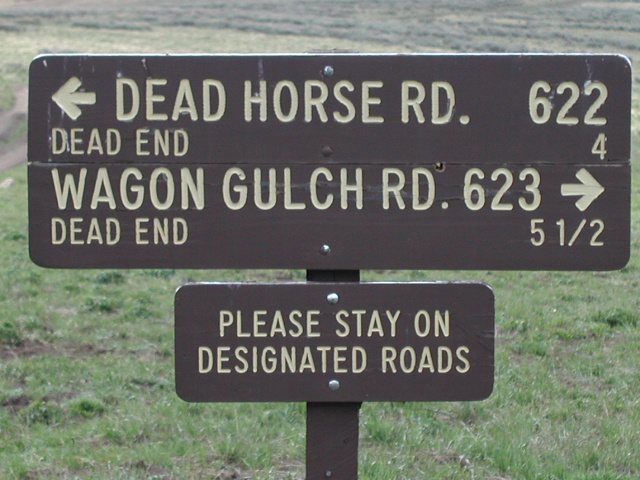 ← DEAD HORSE RD. 622
DEAD END 4
WAGON GULCH RD. 623 →
DEAD END 5 1/2
PLEASE STAY ON
DESIGNATED ROADS